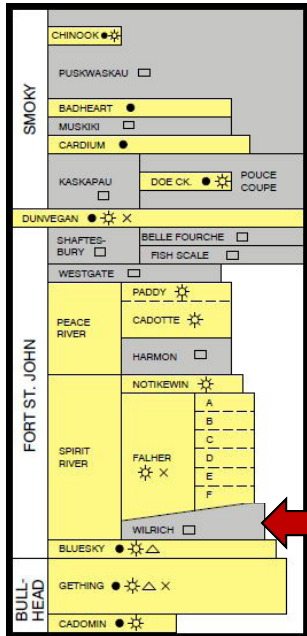 SMOKY
CHINOOK
PUSKWASKAU
BADHEART
MUSKIKI
CARDIUM
KASKAPAU
DOE CK.
POUCE
COUPE
DUNVEGAN
FORT ST. JOHN
SHAFTES-
BURY
BELLE FOURCHE
FISH SCALE
WESTGATE
PEACE
RIVER
PADDY
CADOTTE
HARMON
SPIRIT
RIVER
NOTIKEWIN
FALHER
A
B
C
D
E
F
WILRICH
BLUESKY
BULL-
HEAD
GETHING
CADOMIN